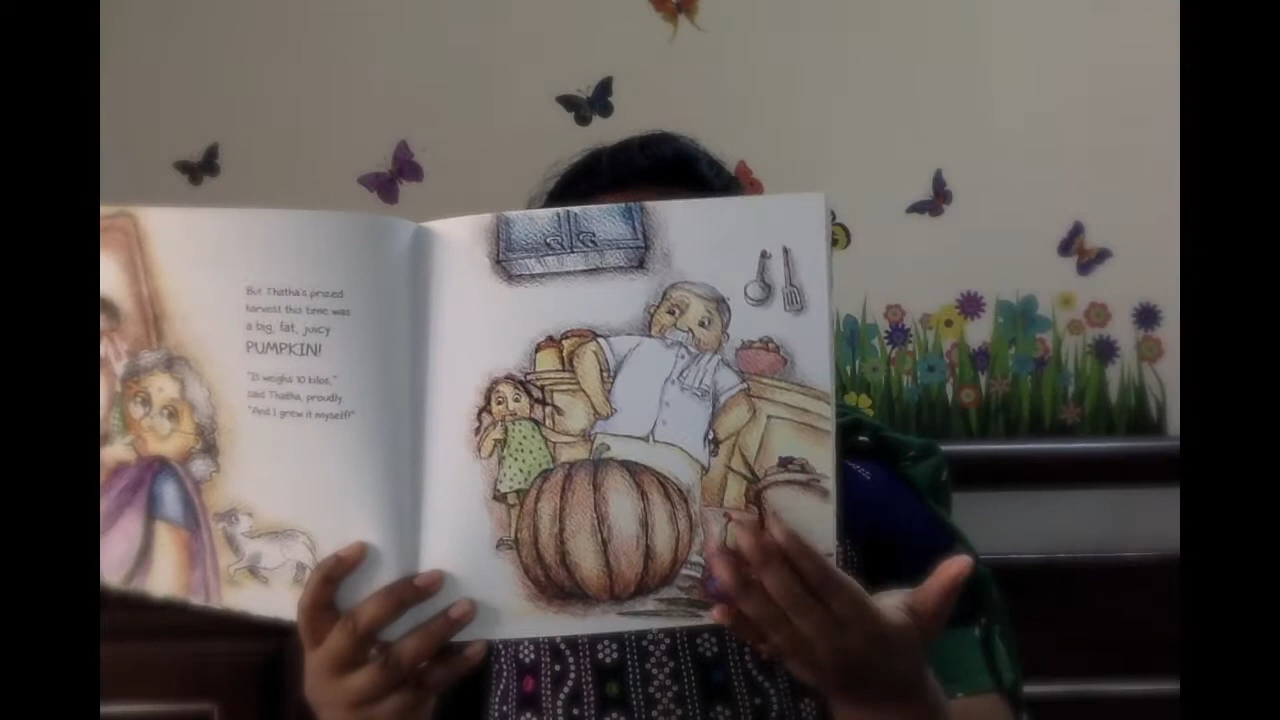 But Thatha's prized
harvest this time was
a big, fat, juicy
PUMPKIN!
"It weighs 10 kilos,"
said Thatha, proudly.
"And I grew it myself!"